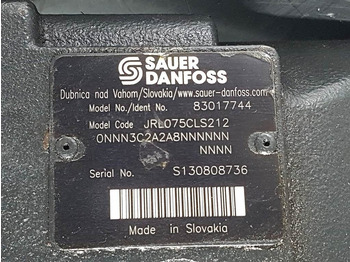 SAUER
DANFOSS
Dubnica nad Vahom/Slovakia/www.sauer-danfoss.com
Model No./Ident No. 83017744
Model Code JRL075CLS212
0NNN3C2A2A8NNNNNN
NNNN
Serial No. S130808736
Made in Slovakia